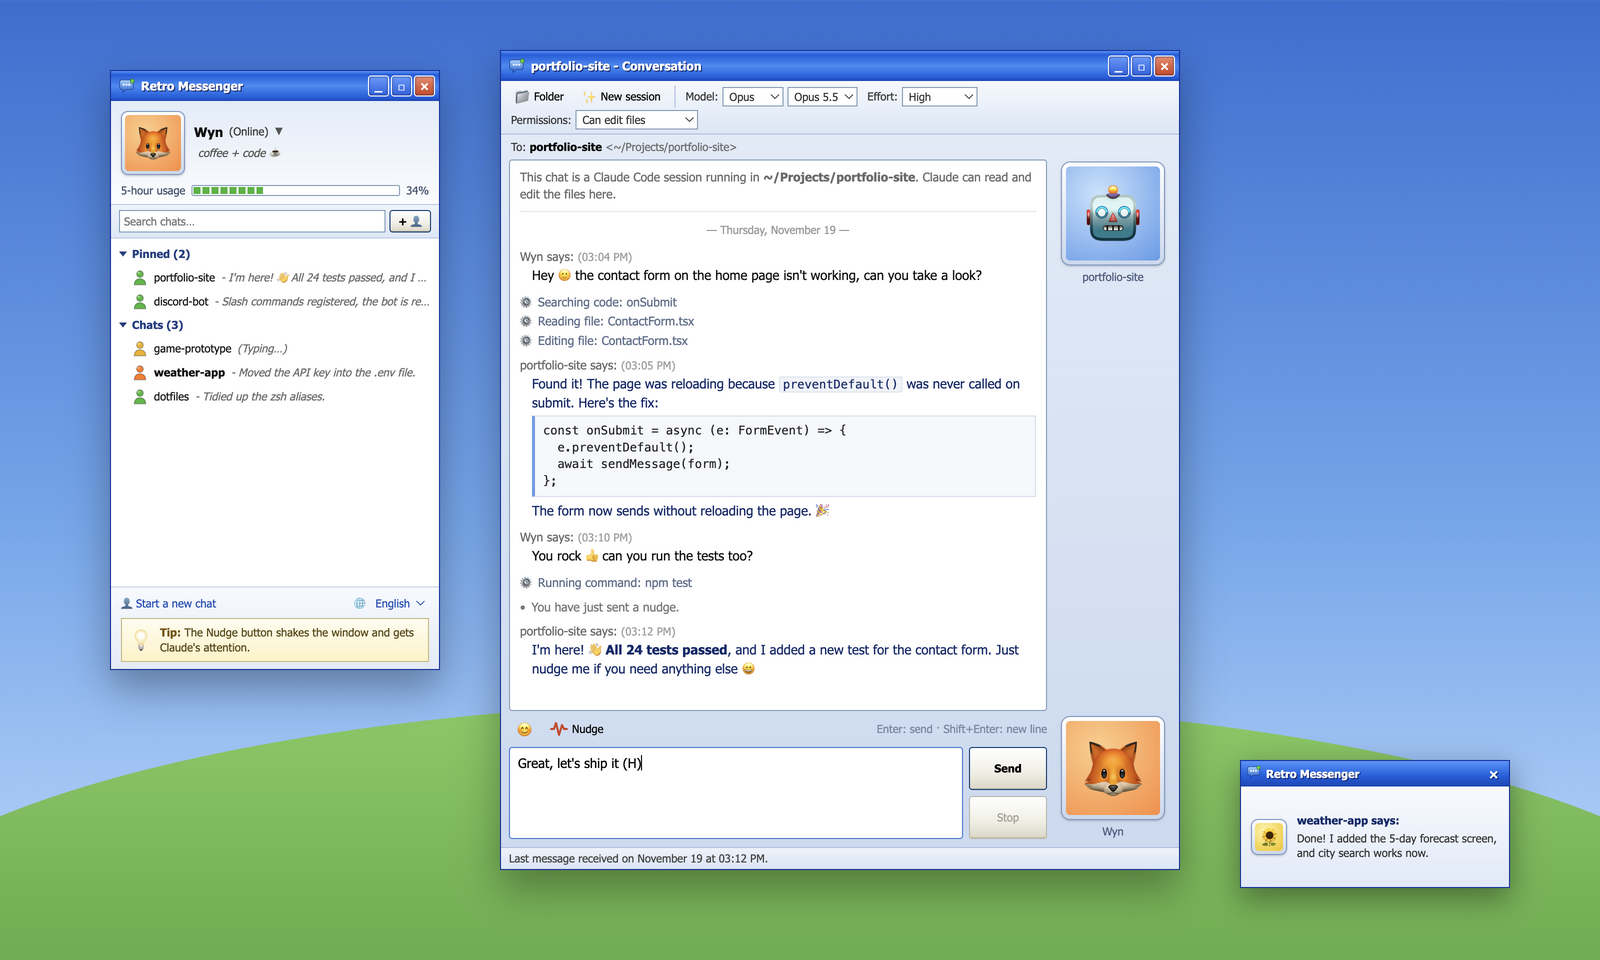 Retro Messenger
Wyn (Online) ▼
coffee + code ☕
5-hour usage 34%
Search chats...
+
Pinned (2)
portfolio-site - I'm here! 👋 All 24 tests passed, and I ...
discord-bot - Slash commands registered, the bot is re...
Chats (3)
game-prototype (Typing...)
weather-app - Moved the API key into the .env file.
dotfiles - Tidied up the zsh aliases.
Start a new chat
English
Tip: The Nudge button shakes the window and gets
Claude's attention.
portfolio-site - Conversation
Folder New session Model: Opus Opus 5.5 Effort: High
Permissions: Can edit files
To: portfolio-site <~/Projects/portfolio-site>
This chat is a Claude Code session running in ~/Projects/portfolio-site. Claude can read and
edit the files here.
— Thursday, November 19 —
Wyn says: (03:04 PM)
Hey 🙂 the contact form on the home page isn't working, can you take a look?
Searching code: onSubmit
Reading file: ContactForm.tsx
Editing file: ContactForm.tsx
portfolio-site says: (03:05 PM)
Found it! The page was reloading because preventDefault() was never called on
submit. Here's the fix:
const onSubmit = async (e: FormEvent) => {
e.preventDefault();
await sendMessage(form);
};
The form now sends without reloading the page. 🎉
Wyn says: (03:10 PM)
You rock 👍 can you run the tests too?
Running command: npm test
• You have just sent a nudge.
portfolio-site says: (03:12 PM)
I'm here! 👋 All 24 tests passed, and I added a new test for the contact form. Just
nudge me if you need anything else 😄
portfolio-site
Nudge
Enter: send · Shift+Enter: new line
Great, let's ship it (H)
Send
Stop
Wyn
Last message received on November 19 at 03:12 PM.
Retro Messenger
weather-app says:
Done! I added the 5-day forecast screen,
and city search works now.